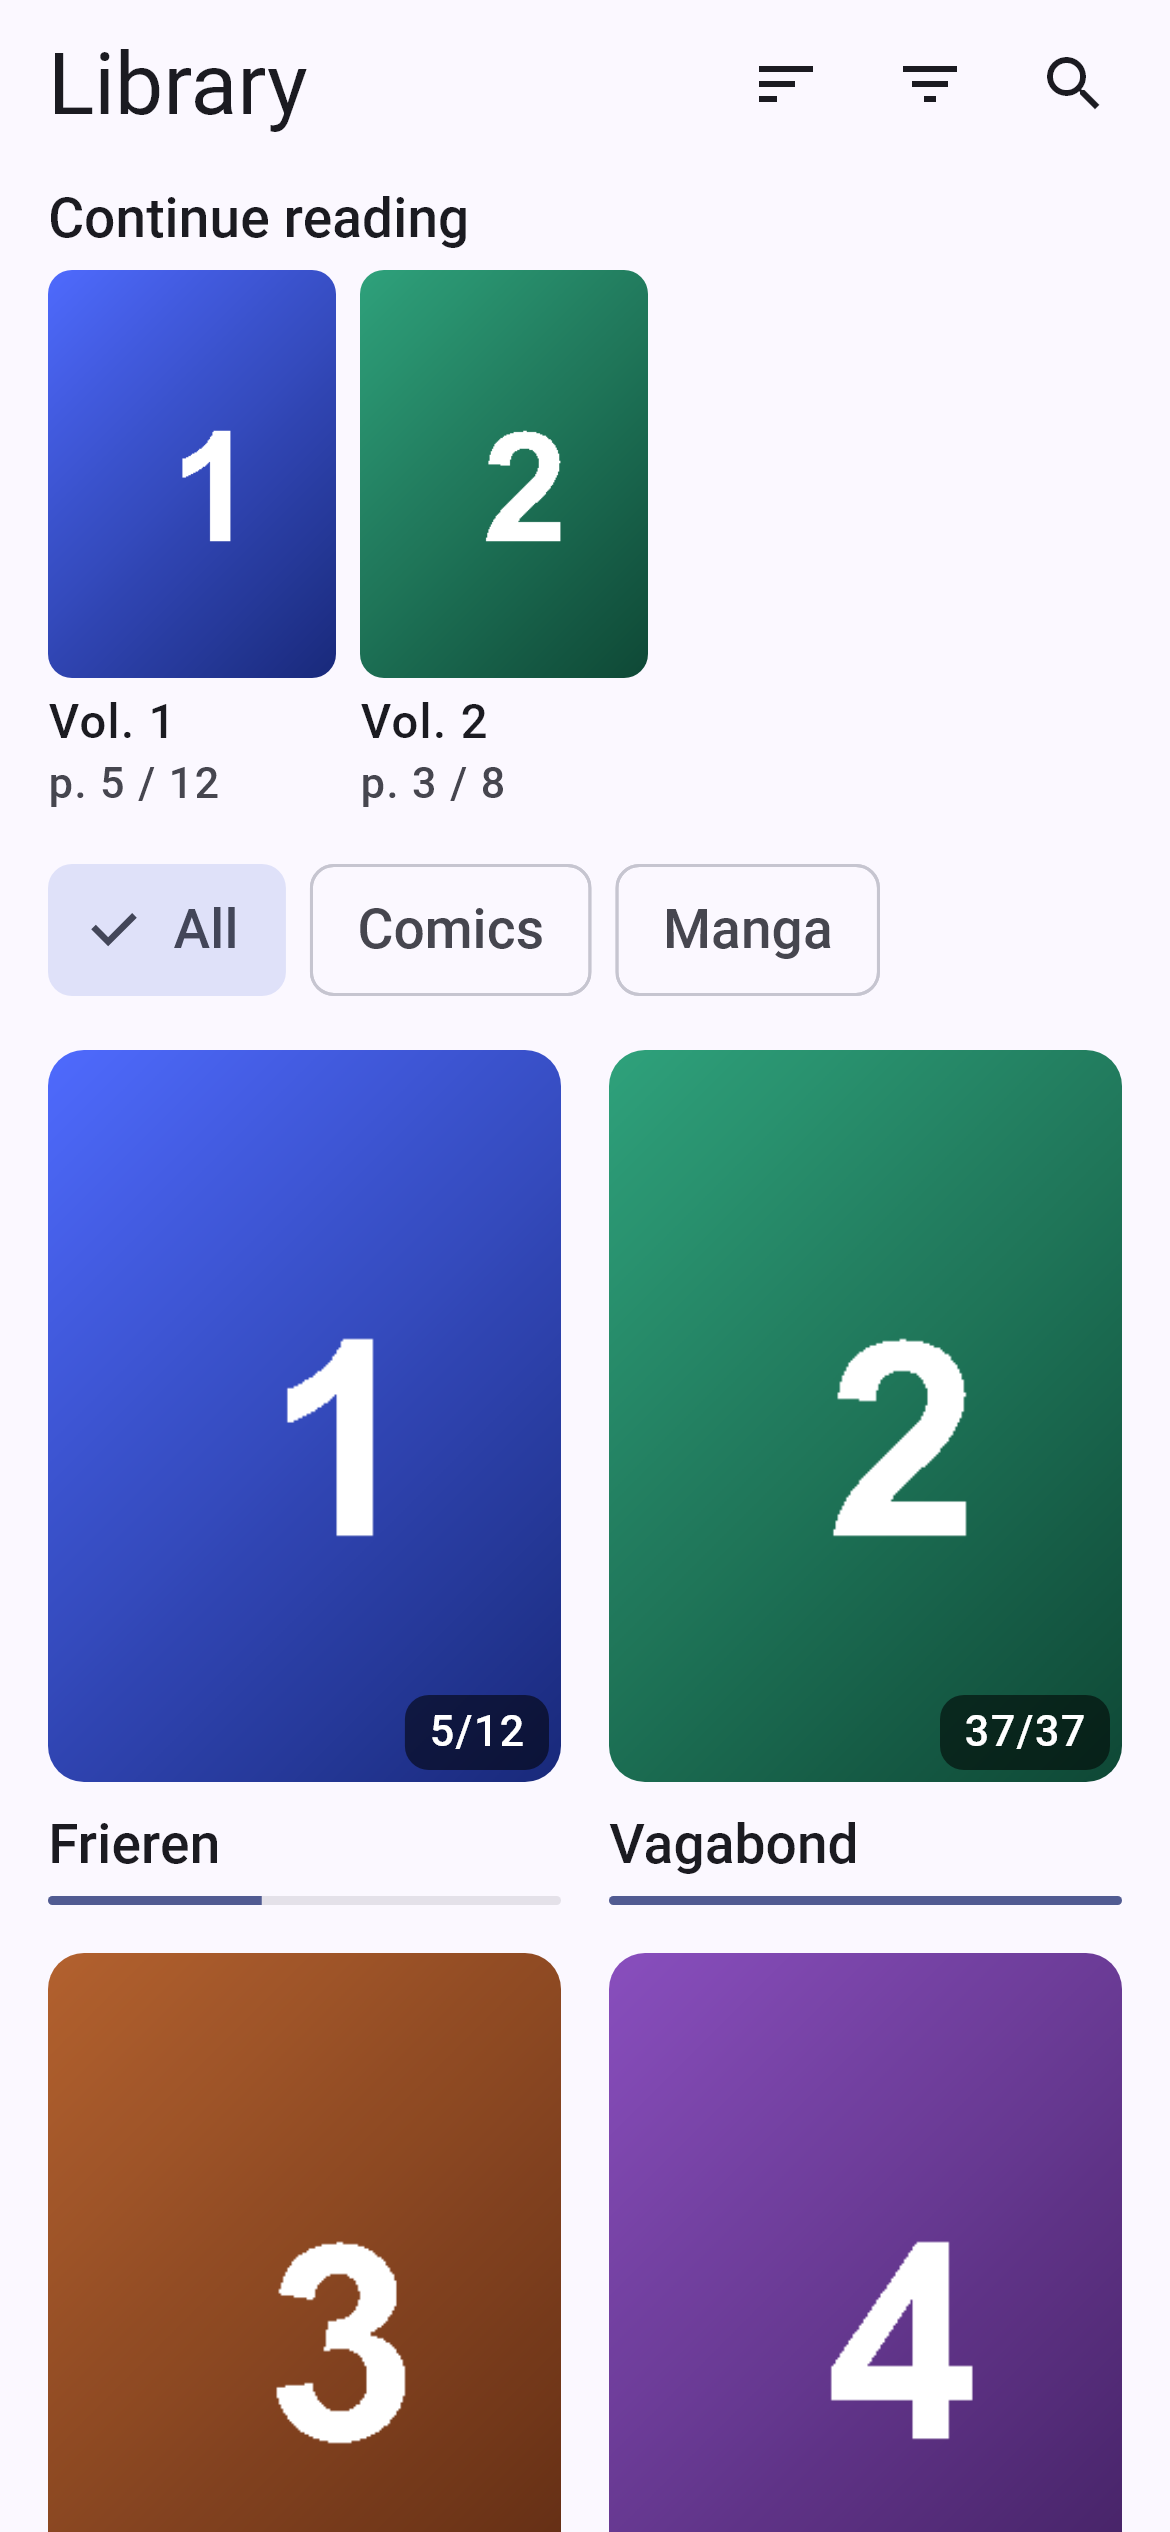 Library
Continue reading
1
2
Vol. 1
Vol. 2
p. 5 / 12
p. 3 / 8
All
Comics
Manga
1
2
5/12
37/37
Frieren
Vagabond
3
4